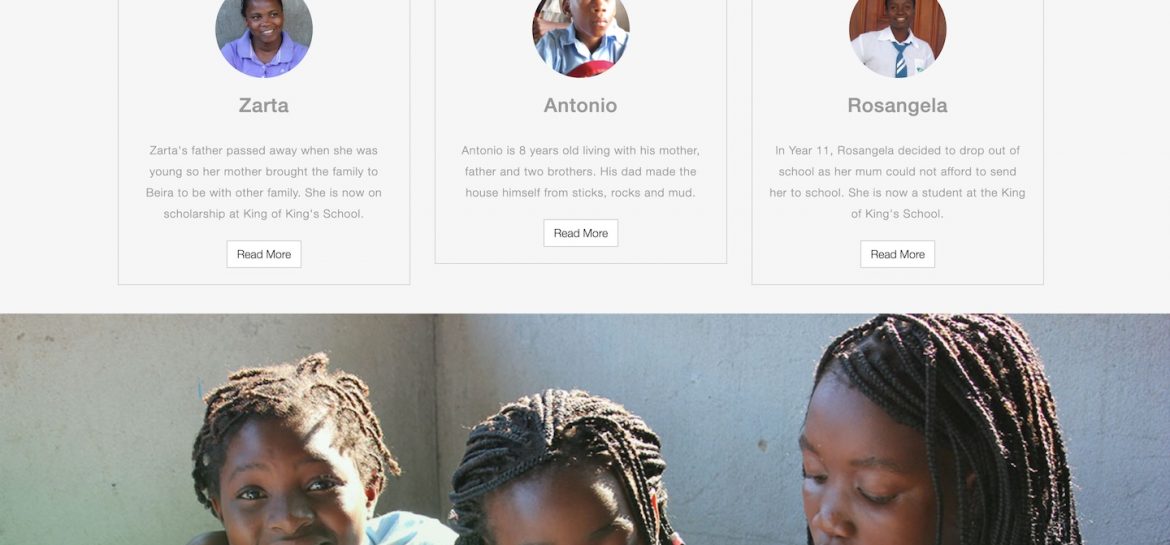 Zarta
Zarta's father passed away when she was
young so her mother brought the family to
Beira to be with other family. She is now on
scholarship at King of King's School.
Read More
Antonio
Antonio is 8 years old living with his mother,
father and two brothers. His dad made the
house himself from sticks, rocks and mud.
Read More
Rosangela
In Year 11, Rosangela decided to drop out of
school as her mum could not afford to send
her to school. She is now a student at the King
of King's School.
Read More